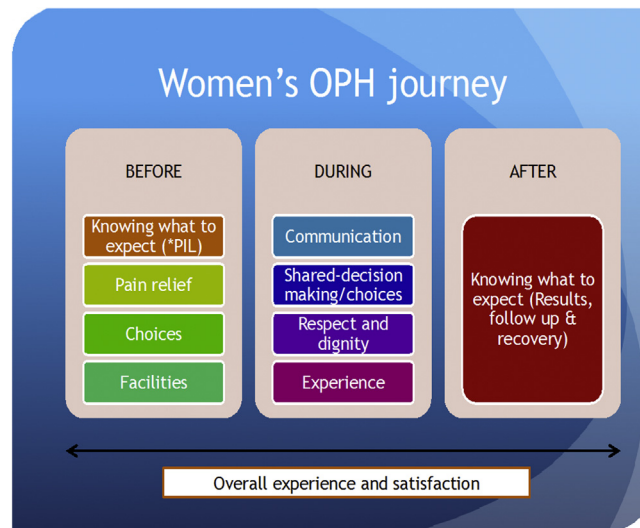 Women's OPH journey
BEFORE
Knowing what to
expect (*PIL)
Pain relief
Choices
Facilities
DURING
Communication
Shared-decision
making/choices
Respect and
dignity
Experience
AFTER
Knowing what to
expect (Results,
follow up &
recovery)
Overall experience and satisfaction